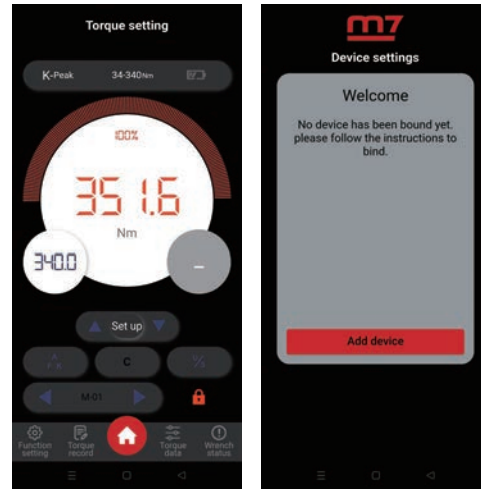 Torque setting
K-Peak 34-340Nm
100%
351.6
Nm
340.0
–
Set up
C
M-01
Function setting
Torque record
Torque data
Wrench status
m7
Device settings
Welcome
No device has been bound yet.
please follow the instructions to
bind.
Add device